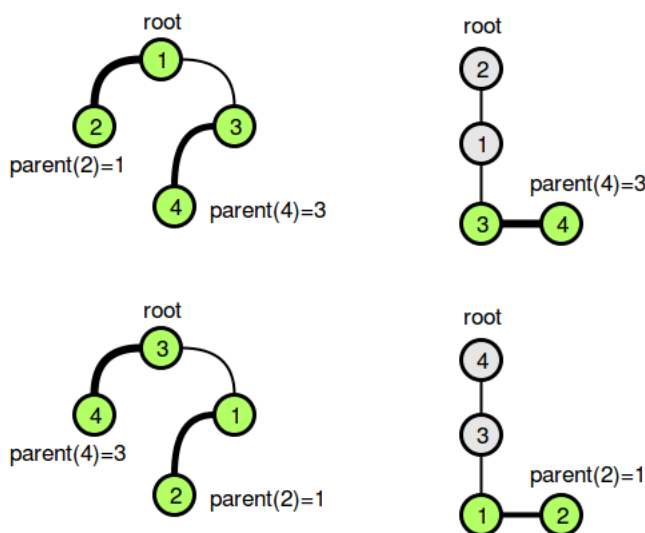 root
1
2
3
parent(2)=1
4
parent(4)=3
root
2
1
parent(4)=3
3
4
root
3
4
1
parent(4)=3
2
parent(2)=1
root
4
3
parent(2)=1
1
2